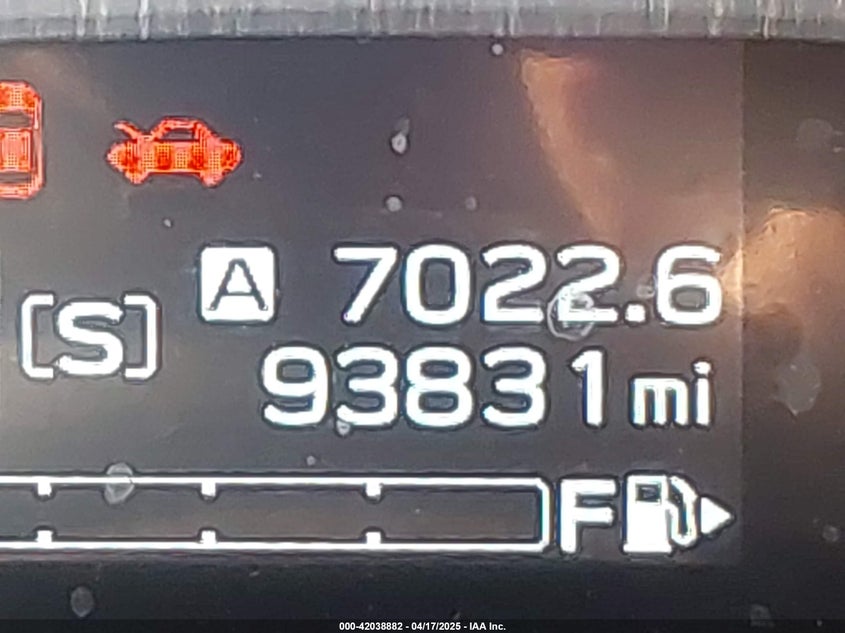 A 7022.6
[S]
93831 mi
F
000-42038882 - 04/17/2025 - IAA Inc.